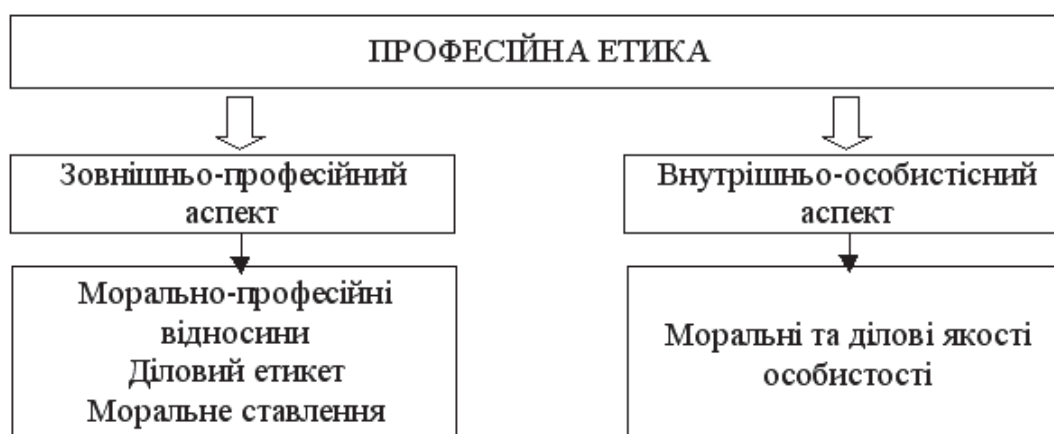 ПРОФЕСІЙНА ЕТИКА
Зовнішньо-професійний
аспект
Внутрішньо-особистісний
аспект
Морально-професійні
відносини
Діловий етикет
Моральне ставлення
Моральні та ділові якості
особистості